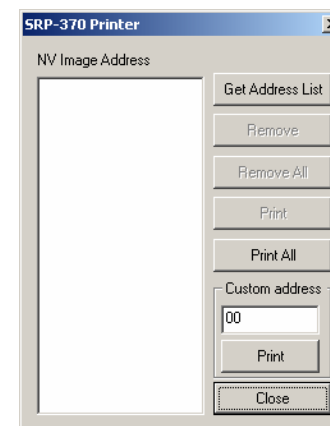 SRP-370 Printer
NV Image Address
Get Address List
Remove
Remove All
Print
Print All
Custom address
00
Print
Close